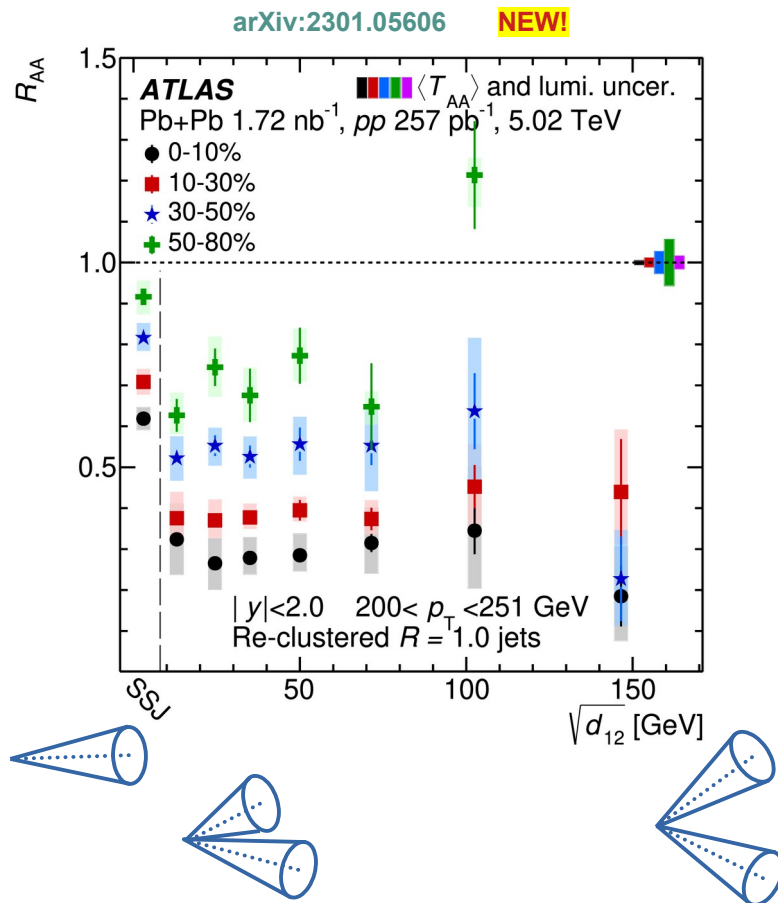 arXiv:2301.05606 NEW!
R_AA
ATLAS ⟨T_AA⟩ and lumi. uncer.
Pb+Pb 1.72 nb⁻¹, pp 257 pb⁻¹, 5.02 TeV
0-10%
10-30%
30-50%
50-80%
1.5
1.0
0.5
|y|<2.0 200< p_T <251 GeV
Re-clustered R = 1.0 jets
SSJ 50 100 150
√d₁₂ [GeV]